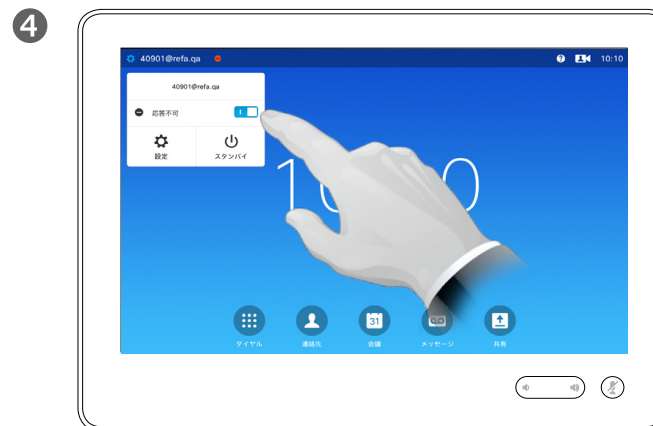 4
40901@refa.qa
10:10
40901@refa.qa
応答不可
設定
スタンバイ
31
ダイヤル
連絡先
会議
メッセージ
共有